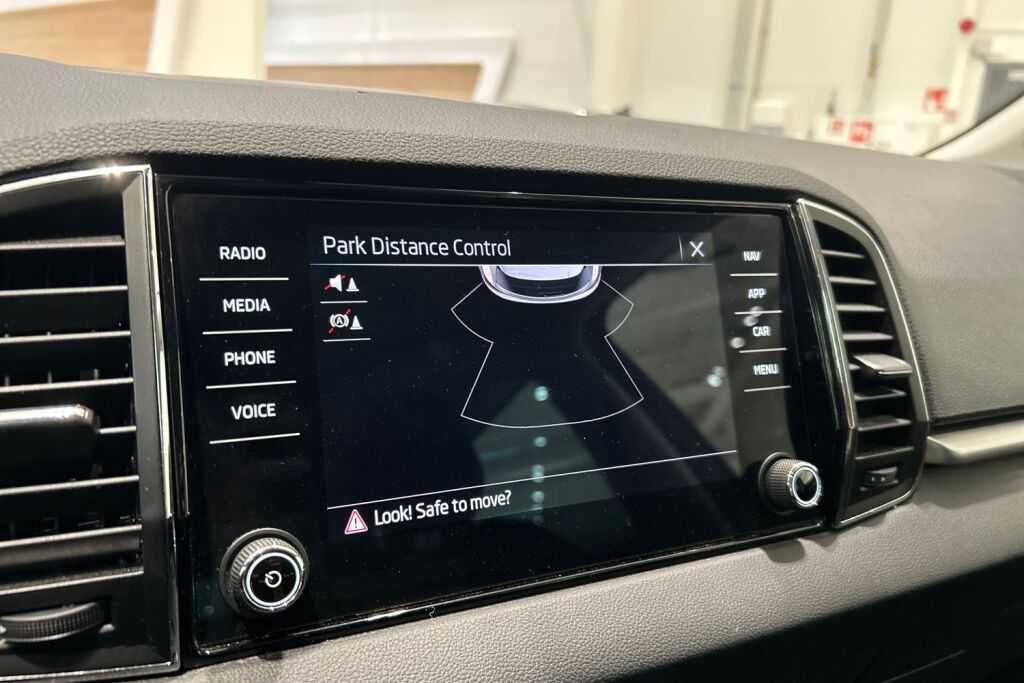 Park Distance Control
X
RADIO
MEDIA
PHONE
VOICE
NAV
APP
CAR
MENU
(A)
Look! Safe to move?